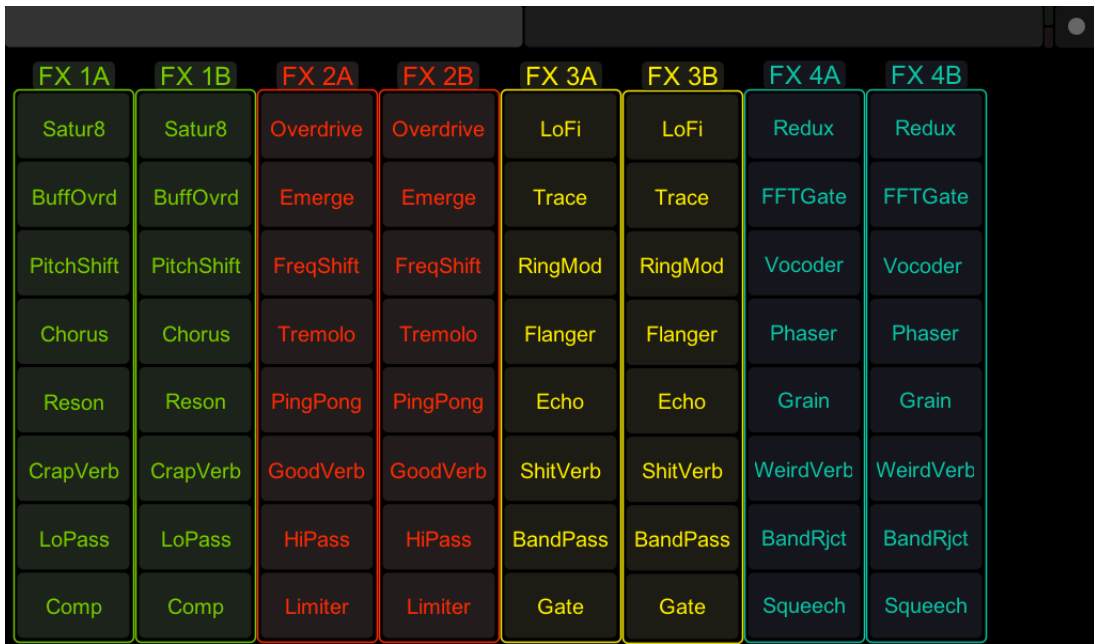 FX 1A FX 1B FX 2A FX 2B FX 3A FX 3B FX 4A FX 4B
Satur8 Satur8 Overdrive Overdrive LoFi LoFi Redux Redux
BuffOvrd BuffOvrd Emerge Emerge Trace Trace FFTGate FFTGate
PitchShift PitchShift FreqShift FreqShift RingMod RingMod Vocoder Vocoder
Chorus Chorus Tremolo Tremolo Flanger Flanger Phaser Phaser
Reson Reson PingPong PingPong Echo Echo Grain Grain
CrapVerb CrapVerb GoodVerb GoodVerb ShitVerb ShitVerb WeirdVerb WeirdVerb
LoPass LoPass HiPass HiPass BandPass BandPass BandRjct BandRjct
Comp Comp Limiter Limiter Gate Gate Squeech Squeech